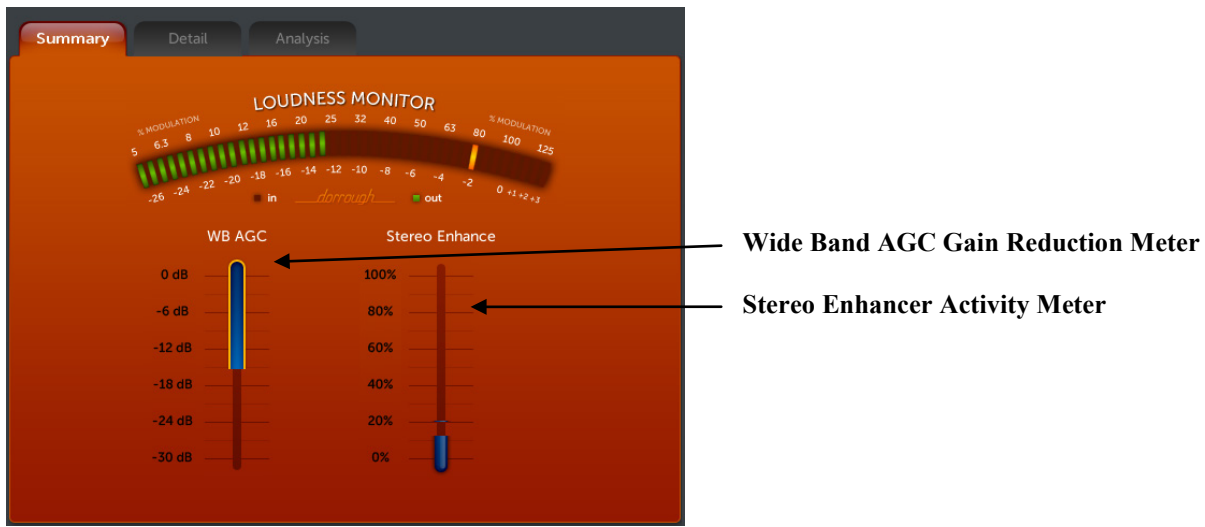 Summary Detail Analysis
LOUDNESS MONITOR
% MODULATION % MODULATION
5 6.3 8 10 12 16 20 25 32 40 50 63 80 100 125
-26 -24 -22 -20 -18 -16 -14 -12 -10 -8 -6 -4 -2 0 +1 +2 +3
in dorrough out
WB AGC Stereo Enhance
Wide Band AGC Gain Reduction Meter
0 dB 100%
-6 dB 80% Stereo Enhancer Activity Meter
-12 dB 60%
-18 dB 40%
-24 dB 20%
-30 dB 0%